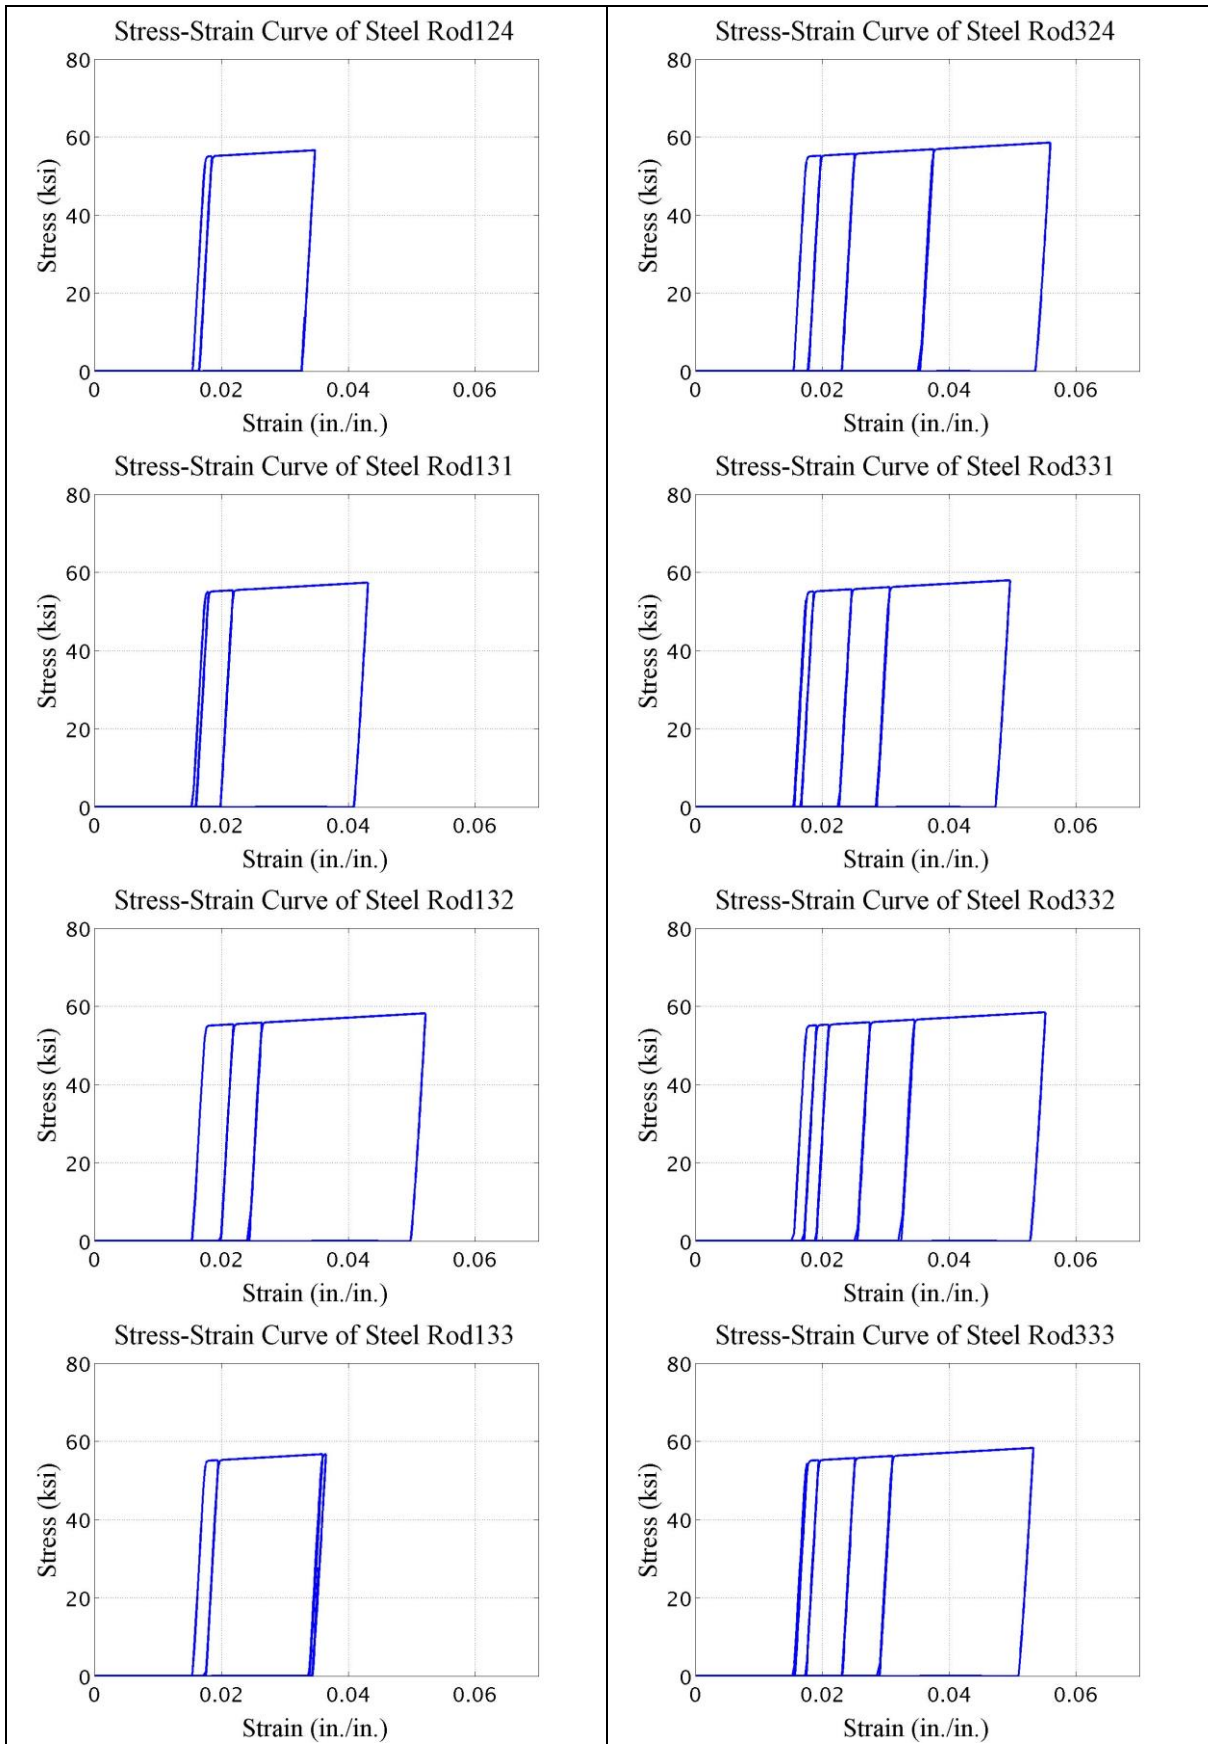 Stress-Strain Curve of Steel Rod124
80
60
40
20
0
Stress (ksi)
0 0.02 0.04 0.06
Strain (in./in.)
Stress-Strain Curve of Steel Rod324
80
60
40
20
0
Stress (ksi)
0 0.02 0.04 0.06
Strain (in./in.)
Stress-Strain Curve of Steel Rod131
80
60
40
20
0
Stress (ksi)
0 0.02 0.04 0.06
Strain (in./in.)
Stress-Strain Curve of Steel Rod331
80
60
40
20
0
Stress (ksi)
0 0.02 0.04 0.06
Strain (in./in.)
Stress-Strain Curve of Steel Rod132
80
60
40
20
0
Stress (ksi)
0 0.02 0.04 0.06
Strain (in./in.)
Stress-Strain Curve of Steel Rod332
80
60
40
20
0
Stress (ksi)
0 0.02 0.04 0.06
Strain (in./in.)
Stress-Strain Curve of Steel Rod133
80
60
40
20
0
Stress (ksi)
0 0.02 0.04 0.06
Strain (in./in.)
Stress-Strain Curve of Steel Rod333
80
60
40
20
0
Stress (ksi)
0 0.02 0.04 0.06
Strain (in./in.)